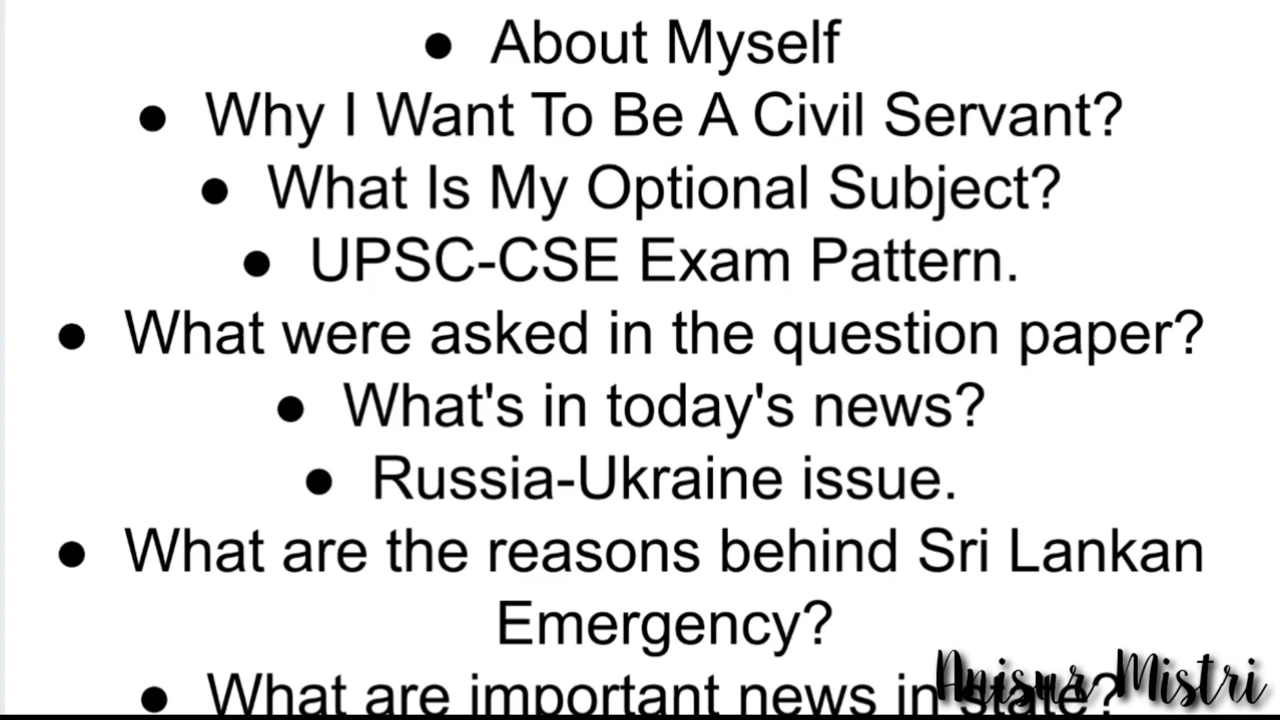 ● About Myself
● Why I Want To Be A Civil Servant?
● What Is My Optional Subject?
● UPSC-CSE Exam Pattern.
● What were asked in the question paper?
● What's in today's news?
● Russia-Ukraine issue.
● What are the reasons behind Sri Lankan
Emergency?
● What are important news in state?
Anisur Mistri